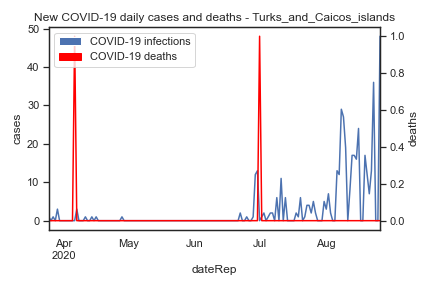 New COVID-19 daily cases and deaths - Turks_and_Caicos_islands
COVID-19 infections
COVID-19 deaths
50
40
30
20
10
0
cases
1.0
0.8
0.6
0.4
0.2
0.0
deaths
Apr
2020
May
Jun
Jul
Aug
dateRep